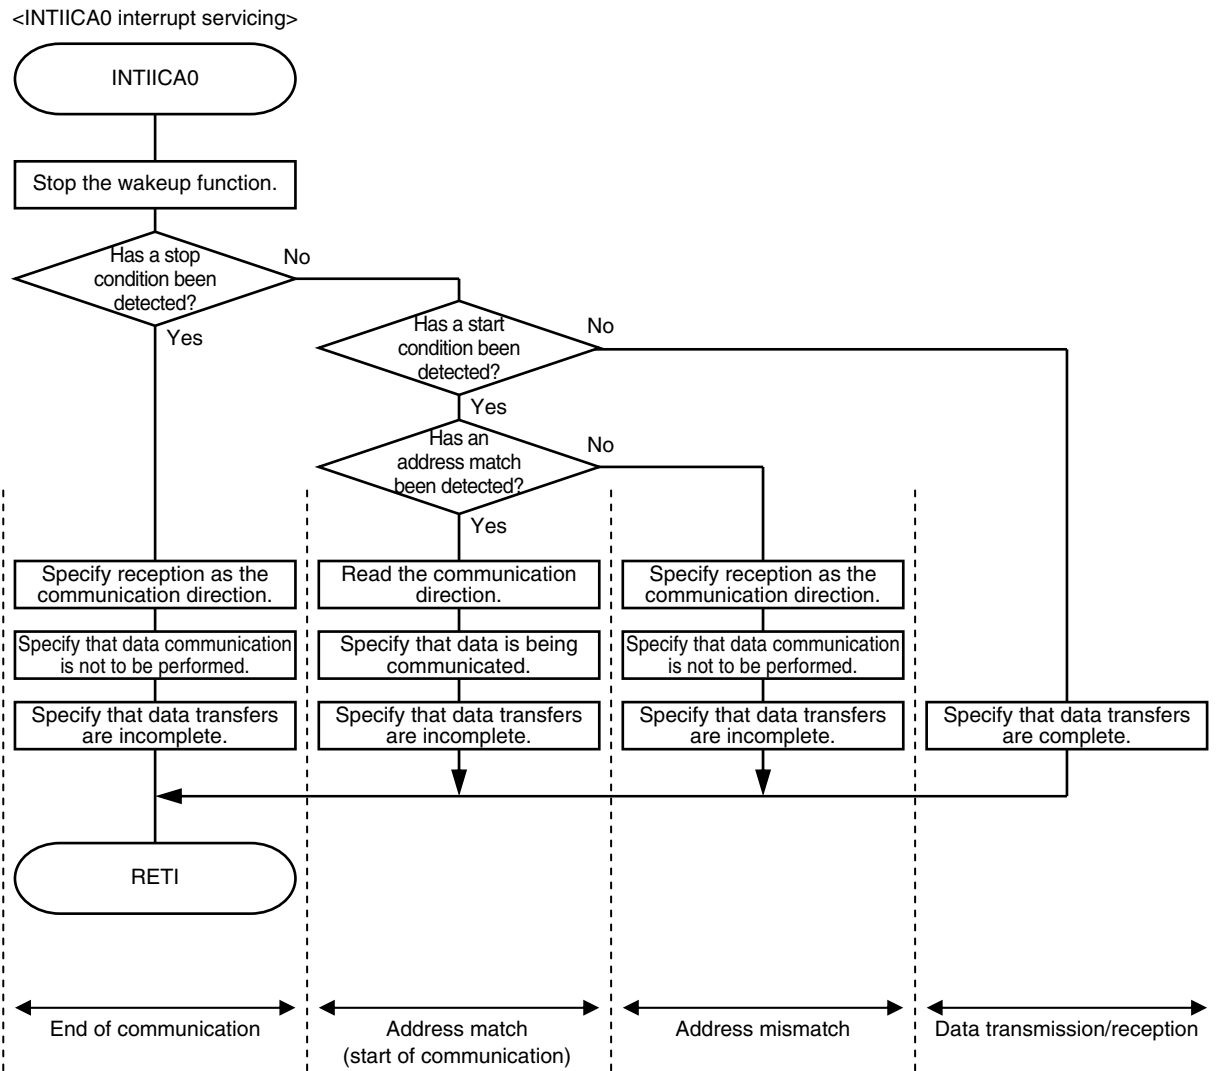 <INTIICA0 interrupt servicing>
INTIICA0
Stop the wakeup function.
Has a stop
condition been
detected?
No
Yes
Has a start
condition been
detected?
No
Yes
Has an
address match
been detected?
No
Yes
Specify reception as the
communication direction.
Specify that data communication
is not to be performed.
Specify that data transfers
are incomplete.
Read the communication
direction.
Specify that data is being
communicated.
Specify that data transfers
are incomplete.
Specify reception as the
communication direction.
Specify that data communication
is not to be performed.
Specify that data transfers
are incomplete.
Specify that data transfers
are complete.
RETI
End of communication
Address match
(start of communication)
Address mismatch
Data transmission/reception